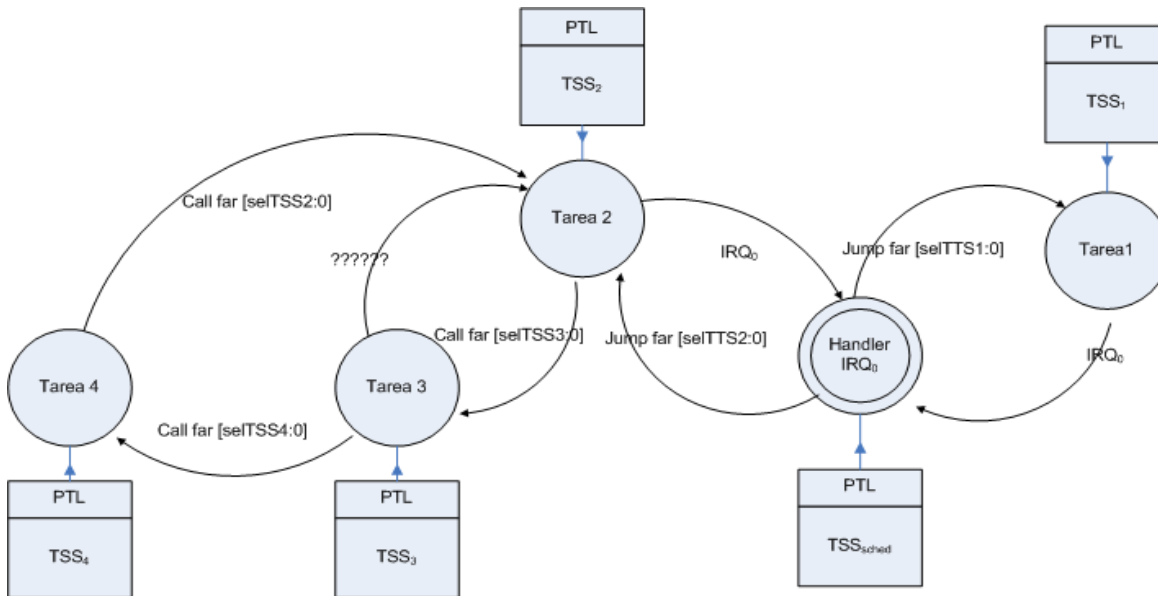 PTL
TSS₂
PTL
TSS₁
Call far [selTSS2:0]
Tarea 2
??????
IRQ₀
Jump far [selTTS1:0]
Tarea1
Call far [selTSS3:0]
Jump far [selTTS2:0]
Handler
IRQ₀
IRQ₀
Tarea 4
Tarea 3
Call far [selTSS4:0]
PTL
TSS₄
PTL
TSS₃
PTL
TSSsched